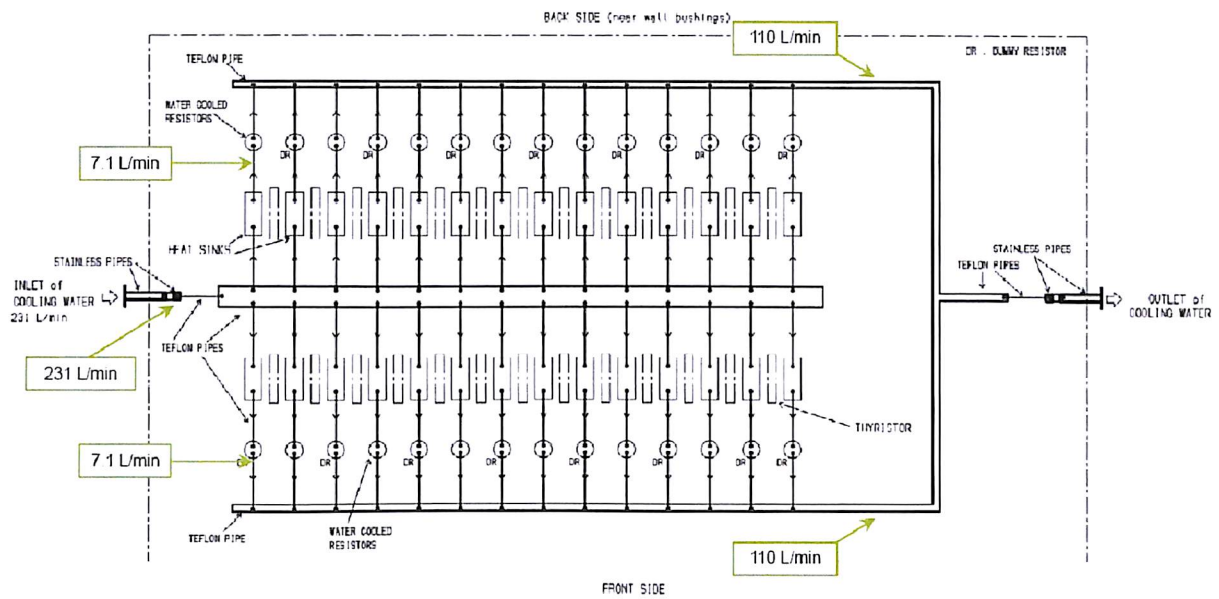 BACK SIDE (near wall bushings)
110 L/min
DR . DUMMY RESISTOR
TEFLON PIPE
WATER COOLED
RESISTORS
DR
DR
DR
DR
DR
DR
DR
7.1 L/min
HEAT SINKS
STAINLESS PIPES
INLET of
COOLING WATER
231 L/min
STAINLESS PIPES
TEFLON PIPES
OUTLET of
COOLING WATER
TEFLON PIPES
231 L/min
THYRISTOR
7.1 L/min
DR
DR
DR
DR
DR
DR
DR
TEFLON PIPE
WATER COOLED
RESISTORS
110 L/min
FRONT SIDE